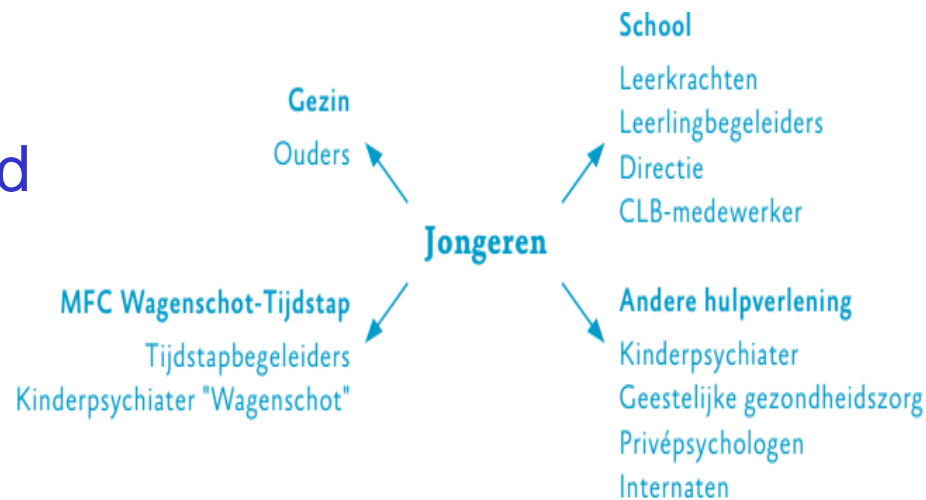 d
Gezin
Ouders
School
Leerkrachten
Leerlingbegeleiders
Directie
CLB-medewerker
Jongeren
MFC Wagenschot-Tijdstap
Tijdstapbegeleiders
Kinderpsychiater "Wagenschot"
Andere hulpverlening
Kinderpsychiater
Geestelijke gezondheidszorg
Privépsychologen
Internaten